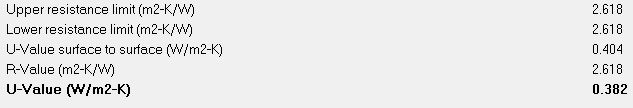 Upper resistance limit (m2-K/W) 2.618
Lower resistance limit (m2-K/W) 2.618
U-Value surface to surface (W/m2-K) 0.404
R-Value (m2-K/W) 2.618
U-Value (W/m2-K) 0.382